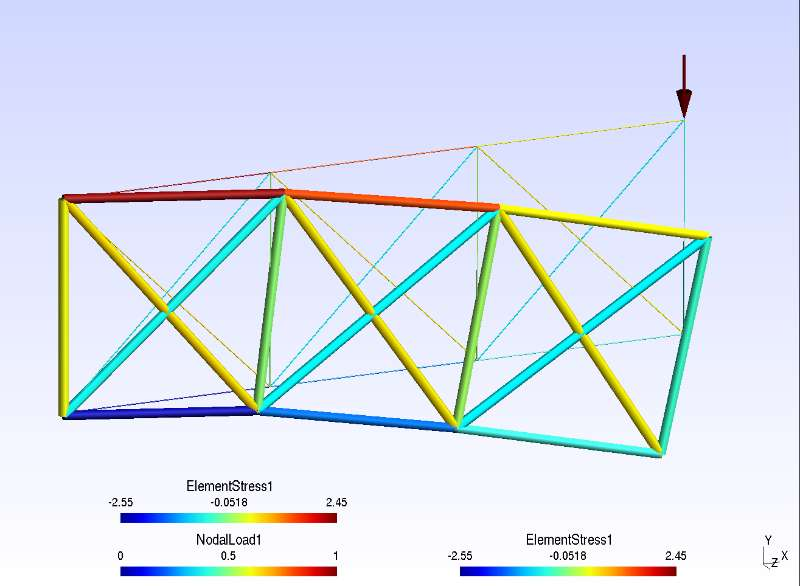 ElementStress1
-2.55 -0.0518 2.45
NodalLoad1
0 0.5 1
ElementStress1
-2.55 -0.0518 2.45
Y
Z X